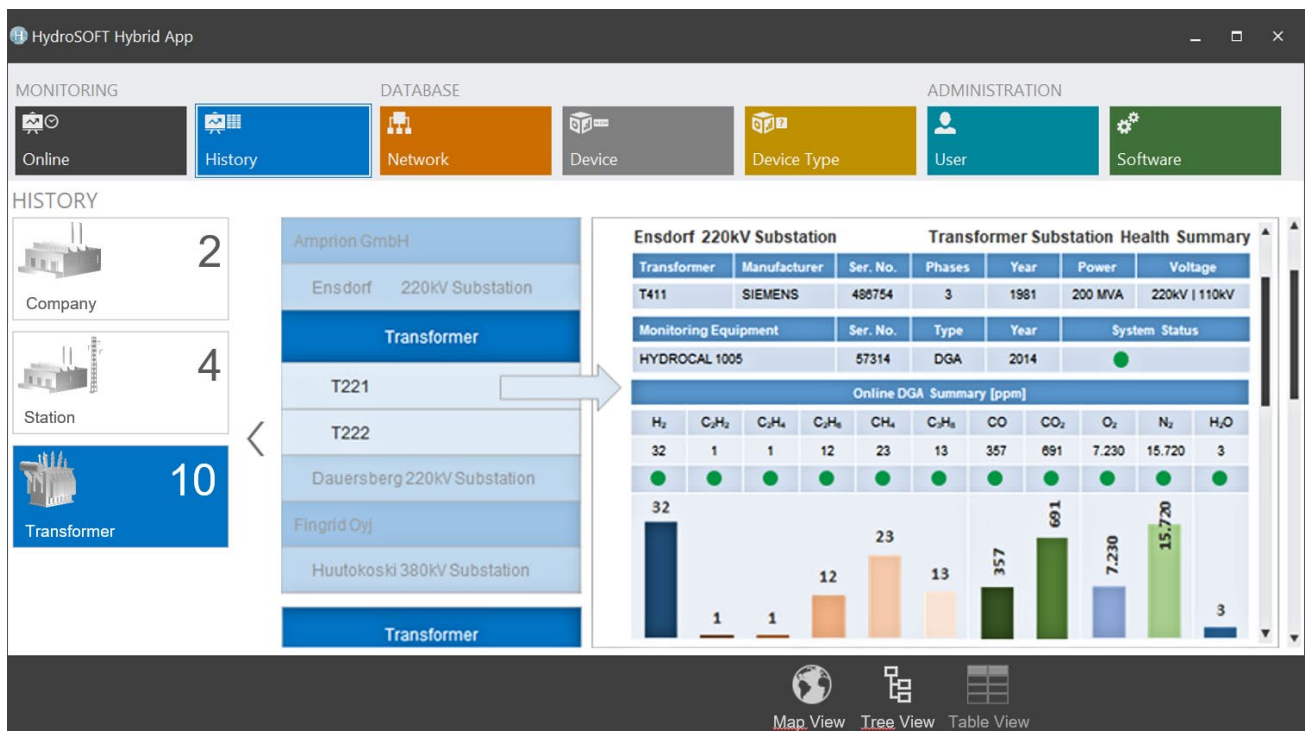 HydroSOFT Hybrid App
MONITORING DATABASE ADMINISTRATION
Online History Network Device Device Type User Software
HISTORY
2
Company
4
Station
10
Transformer
Amprion GmbH
Ensdorf 220kV Substation
Transformer
T221
T222
Dauersberg 220kV Substation
Fingrid Oyj
Huutokoski 380kV Substation
Transformer
Ensdorf 220kV Substation Transformer Substation Health Summary
Transformer Manufacturer Ser. No. Phases Year Power Voltage
T411 SIEMENS 486754 3 1981 200 MVA 220kV | 110kV
Monitoring Equipment Ser. No. Type Year System Status
HYDROCAL 1005 57314 DGA 2014
Online DGA Summary [ppm]
H₂ C₂H₂ C₂H₄ C₂H₆ CH₄ C₃H₈ CO CO₂ O₂ N₂ H₂O
32 1 1 12 23 13 357 691 7.230 15.720 3
32 1 1 12 23 13 357 691 7.230 15.720 3
Map View Tree View Table View